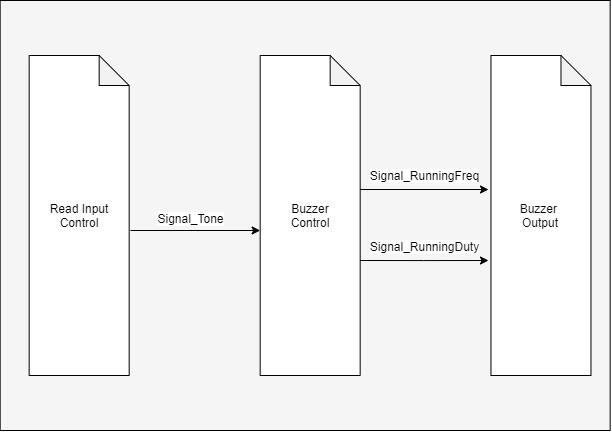 Read Input
Control
Signal_Tone
Buzzer
Control
Signal_RunningFreq
Signal_RunningDuty
Buzzer
Output